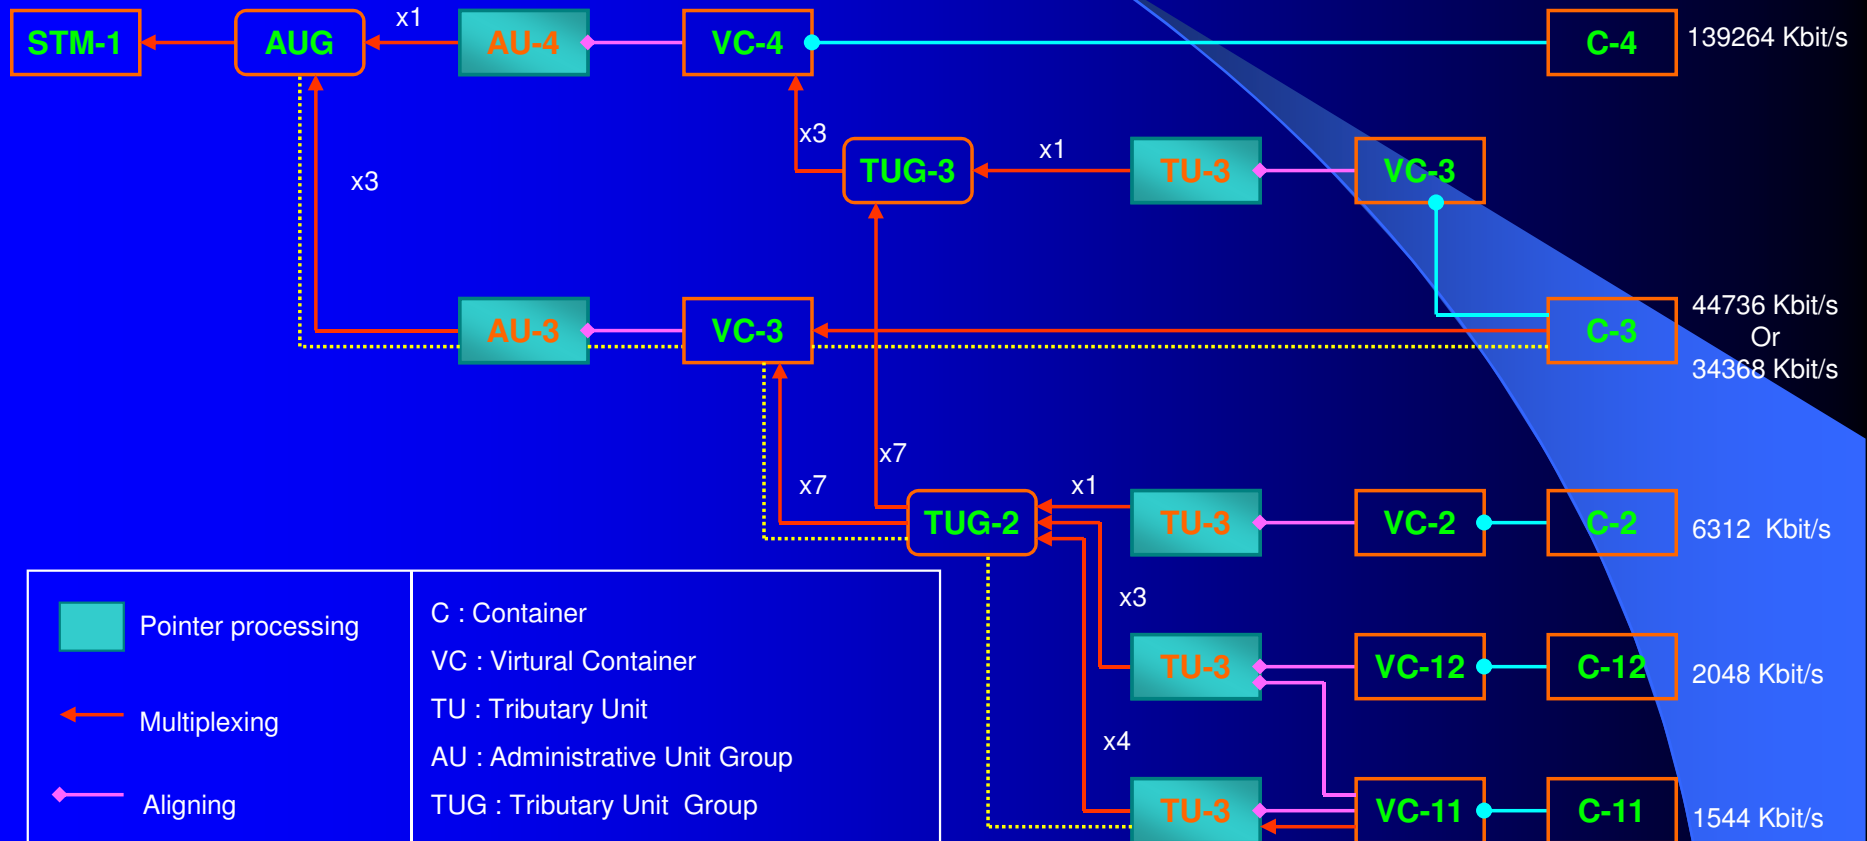 x1
STM-1 AUG AU-4 VC-4 C-4 139264 Kbit/s
x3 x1
TUG-3 TU-3 VC-3
x3
44736 Kbit/s
AU-3 VC-3 C-3 Or
34368 Kbit/s
x7
x7 x1
TUG-2 TU-3 VC-2 C-2 6312 Kbit/s
x3
TU-3 VC-12 C-12 2048 Kbit/s
x4
TU-3 VC-11 C-11 1544 Kbit/s
Pointer processing
Multiplexing
Aligning
C : Container
VC : Virtural Container
TU : Tributary Unit
AU : Administrative Unit Group
TUG : Tributary Unit Group